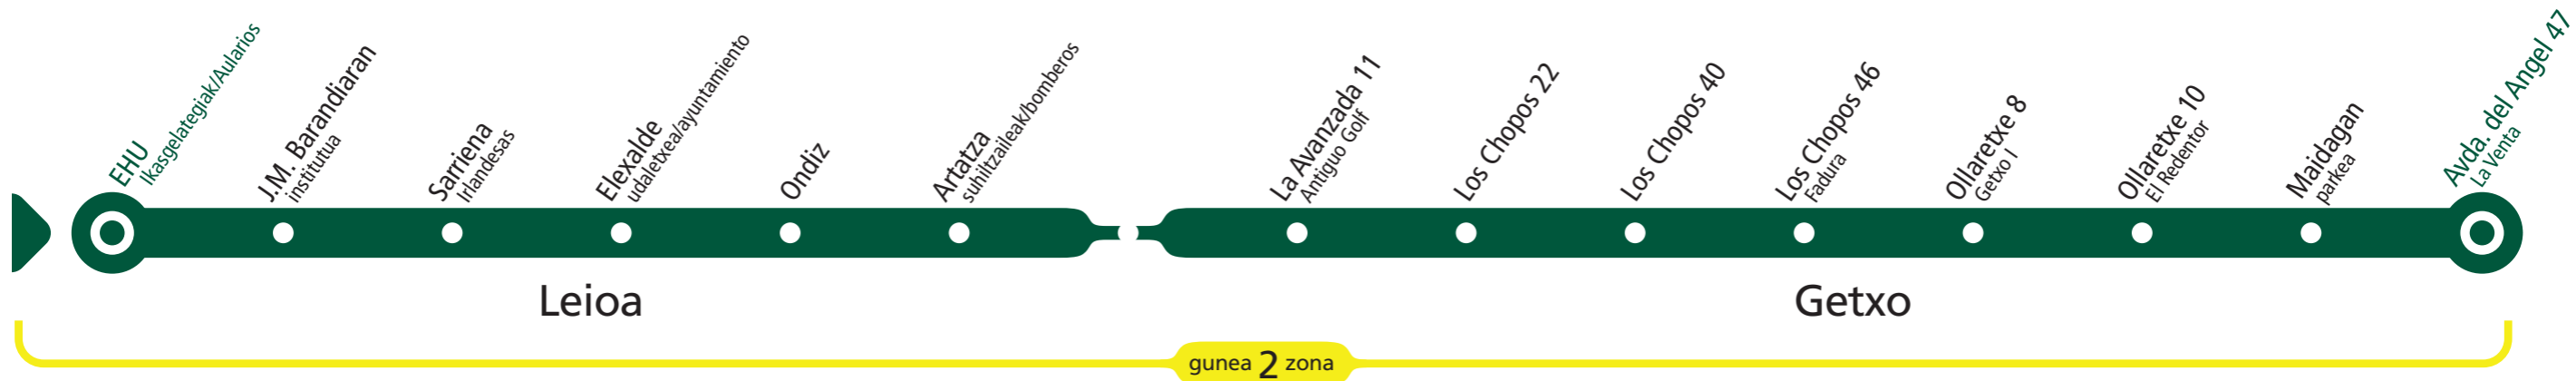 EHU
Ikasgelategiak/Aularios
J.M. Barandiaran
institutua
Sarriena
Irlandesas
Elexalde
udaletxea/ayuntamiento
Ondiz
Artatza
suhiltzaileak/bomberos
La Avanzada 11
Antiguo Golf
Los Chopos 22
Los Chopos 40
Los Chopos 46
Fadura
Ollaretxe 8
Getxo I
Ollaretxe 10
El Redentor
Maidagan
parkea
Avda. del Angel 47
La Venta
Leioa
Getxo
gunea 2 zona